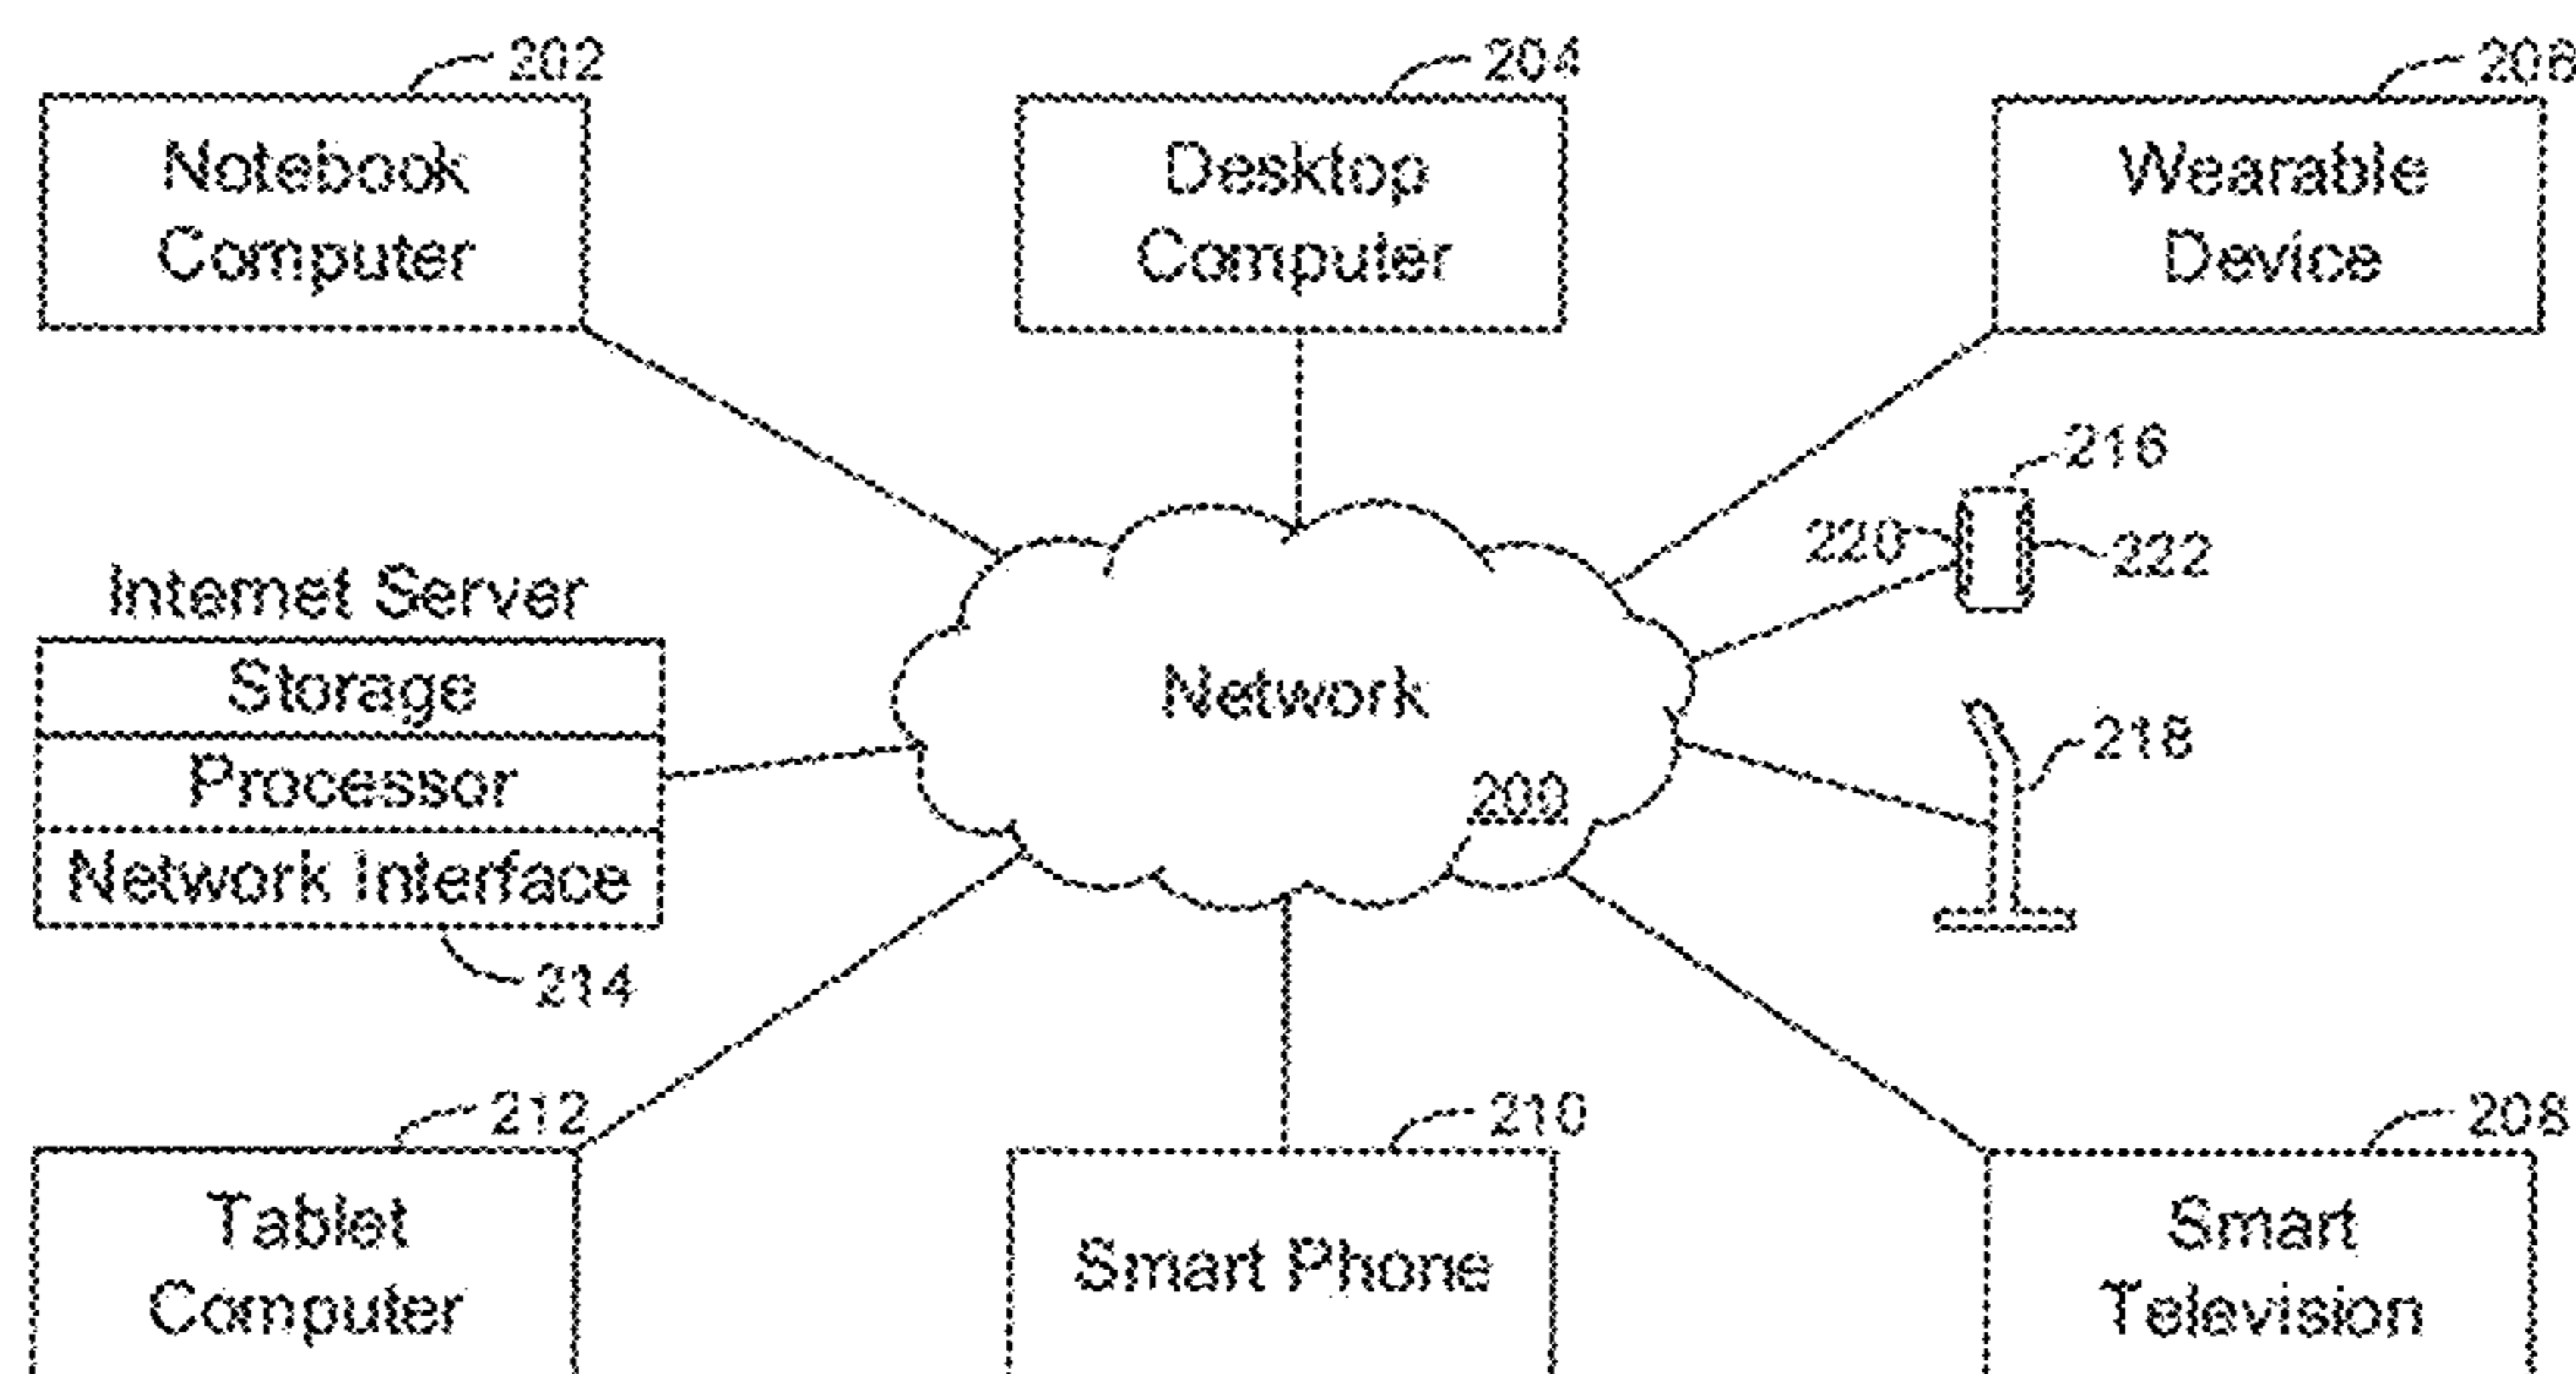 202
204
206
Notebook
Computer
Desktop
Computer
Wearable
Device
216
220
222
Internet Server
Storage
Processor
Network Interface
214
Network
200
218
212
210
208
Tablet
Computer
Smart Phone
Smart
Television